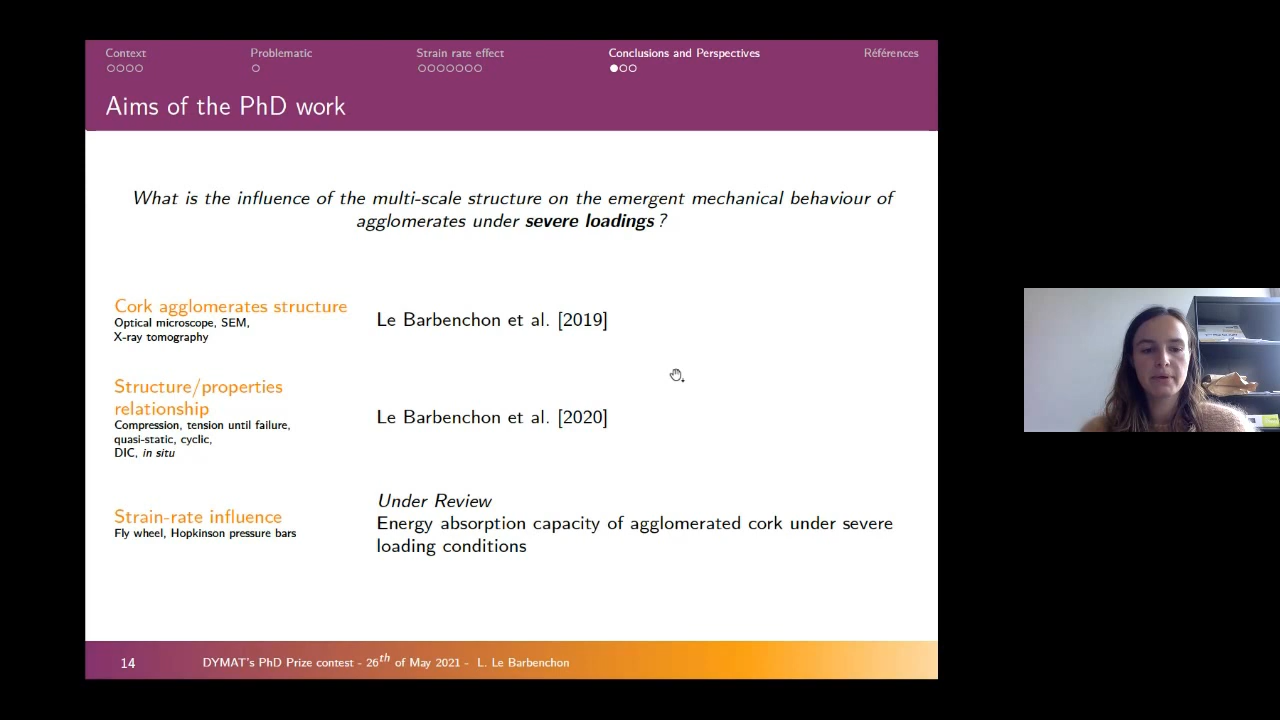 Context
Problematic
Strain rate effect
Conclusions and Perspectives
Références
Aims of the PhD work
What is the influence of the multi-scale structure on the emergent mechanical behaviour of
agglomerates under severe loadings ?
Cork agglomerates structure
Optical microscope, SEM,
X-ray tomography
Le Barbenchon et al. [2019]
Structure/properties
relationship
Compression, tension until failure,
quasi-static, cyclic,
DIC, in situ
Le Barbenchon et al. [2020]
Strain-rate influence
Fly wheel, Hopkinson pressure bars
Under Review
Energy absorption capacity of agglomerated cork under severe
loading conditions
14
DYMAT's PhD Prize contest - 26th of May 2021 - L. Le Barbenchon